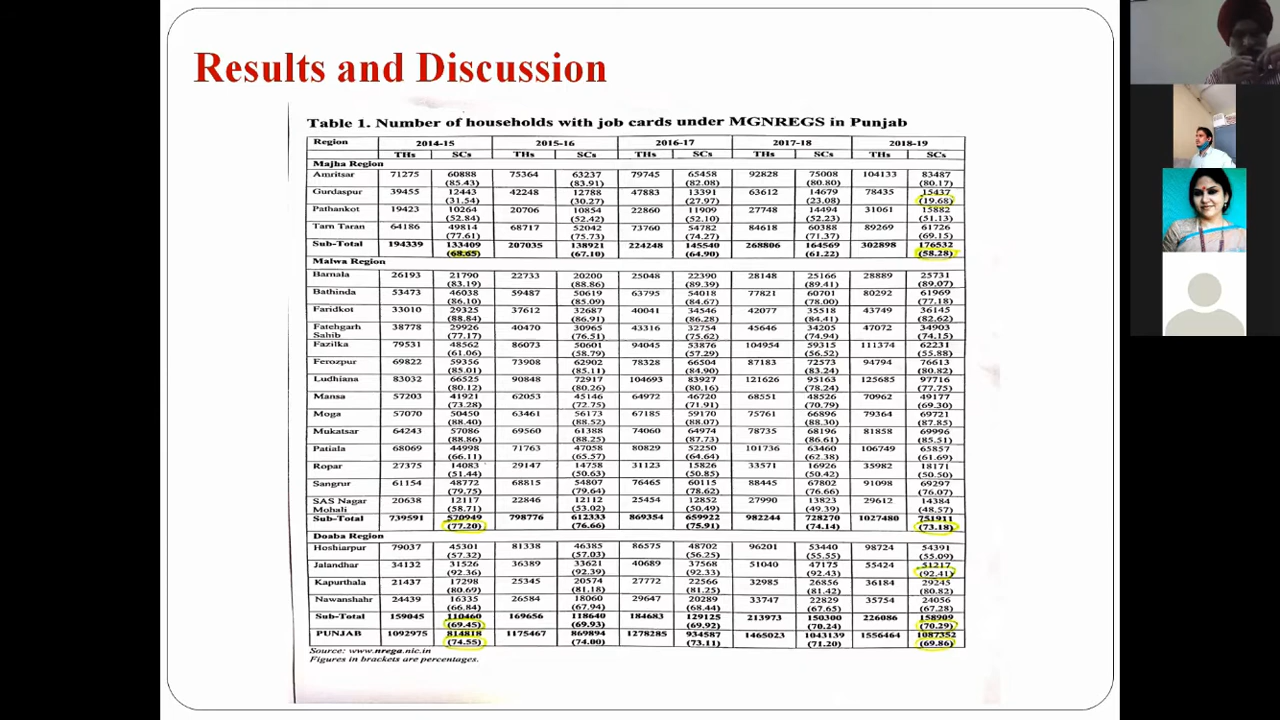 Results and Discussion
Table 1. Number of households with job cards under MGNREGS in Punjab
Region 2014-15 2015-16 2016-17 2017-18 2018-19
THs SCs THs SCs THs SCs THs SCs THs SCs
Majha Region
Amritsar 71275 60888 (85.43) 75364 63237 (83.91) 79745 65458 (82.08) 92828 75008 (80.80) 104133 83487 (80.17)
Gurdaspur 39455 12443 (31.54) 42248 12788 (30.27) 47883 13391 (27.97) 63612 14679 (23.08) 78435 15437 (19.68)
Pathankot 19423 10264 (52.84) 20706 10854 (52.42) 22860 11909 (52.10) 27748 14494 (52.23) 31061 15882 (51.13)
Tarn Taran 64186 49814 (77.61) 68717 52042 (75.73) 73760 54782 (74.27) 84618 60388 (71.37) 89269 61726 (69.15)
Sub-Total 194339 133409 (68.65) 207035 138921 (67.10) 224248 145540 (64.90) 268806 164569 (61.22) 302898 176532 (58.28)
Malwa Region
Barnala 26193 21790 (83.19) 22733 20200 (88.86) 25048 22390 (89.39) 28148 25166 (89.41) 28889 25731 (89.07)
Bathinda 53473 46038 (86.10) 59487 50619 (85.09) 63795 54018 (84.67) 77821 60701 (78.00) 80292 61969 (77.18)
Faridkot 33010 29325 (88.84) 37612 32687 (86.91) 40041 34546 (86.28) 42077 35518 (84.41) 43749 36145 (82.62)
Fatehgarh Sahib 38778 29926 (77.17) 40470 30965 (76.51) 43316 32754 (75.62) 45646 34205 (74.94) 47072 34903 (74.15)
Fazilka 79531 48562 (61.06) 86073 50601 (58.79) 94045 53876 (57.29) 104954 59315 (56.52) 111374 62231 (55.88)
Ferozpur 69822 59356 (85.01) 73908 62902 (85.11) 78328 66504 (84.90) 87183 72573 (83.24) 94794 76613 (80.82)
Ludhiana 83032 66525 (80.12) 90848 72917 (80.26) 104693 83927 (80.16) 121626 95163 (78.24) 125685 97716 (77.75)
Mansa 57203 41921 (73.28) 62053 45146 (72.75) 64972 46720 (71.91) 68551 48526 (70.79) 70962 49177 (69.30)
Moga 57070 50450 (88.40) 63461 56173 (88.52) 67185 59170 (88.07) 75761 66896 (88.30) 79364 69721 (87.85)
Mukatsar 64243 57086 (88.86) 69560 61388 (88.25) 74060 64974 (87.73) 78735 68196 (86.61) 81858 69996 (85.51)
Patiala 68069 44998 (66.11) 71763 47058 (65.57) 80829 52250 (64.64) 101736 63460 (62.38) 106749 65857 (61.69)
Ropar 27375 14083 (51.44) 29147 14758 (50.63) 31123 15826 (50.85) 33571 16926 (50.42) 35982 18171 (50.50)
Sangrur 61154 48772 (79.75) 68815 54807 (79.64) 76465 60115 (78.62) 88445 67802 (76.66) 91098 69297 (76.07)
SAS Nagar Mohali 20638 12117 (58.71) 22846 12112 (53.02) 25454 12852 (50.49) 27990 13823 (49.39) 29612 14384 (48.57)
Sub-Total 739591 570949 (77.20) 798776 612333 (76.66) 869354 659922 (75.91) 982244 728270 (74.14) 1027480 751911 (73.18)
Doaba Region
Hoshiarpur 79037 45301 (57.32) 81338 46385 (57.03) 86575 48702 (56.25) 96201 53440 (55.55) 98724 54391 (55.09)
Jalandhar 34132 31526 (92.36) 36389 33621 (92.39) 40689 37568 (92.33) 51040 47175 (92.43) 55424 51217 (92.41)
Kapurthala 21437 17298 (80.69) 25345 20574 (81.18) 27772 22566 (81.25) 32985 26856 (81.42) 36184 29245 (80.82)
Nawanshahr 24439 16335 (66.84) 26584 18060 (67.94) 29647 20289 (68.44) 33747 22829 (67.65) 35754 24056 (67.28)
Sub-Total 159045 110460 (69.45) 169656 118640 (69.93) 184683 129125 (69.92) 213973 150300 (70.24) 226086 158909 (70.29)
PUNJAB 1092975 814818 (74.55) 1175467 869894 (74.00) 1278285 934587 (73.11) 1465023 1043139 (71.20) 1556464 1087352 (69.86)
Source: www.nrega.nic.in
Figures in brackets are percentages.